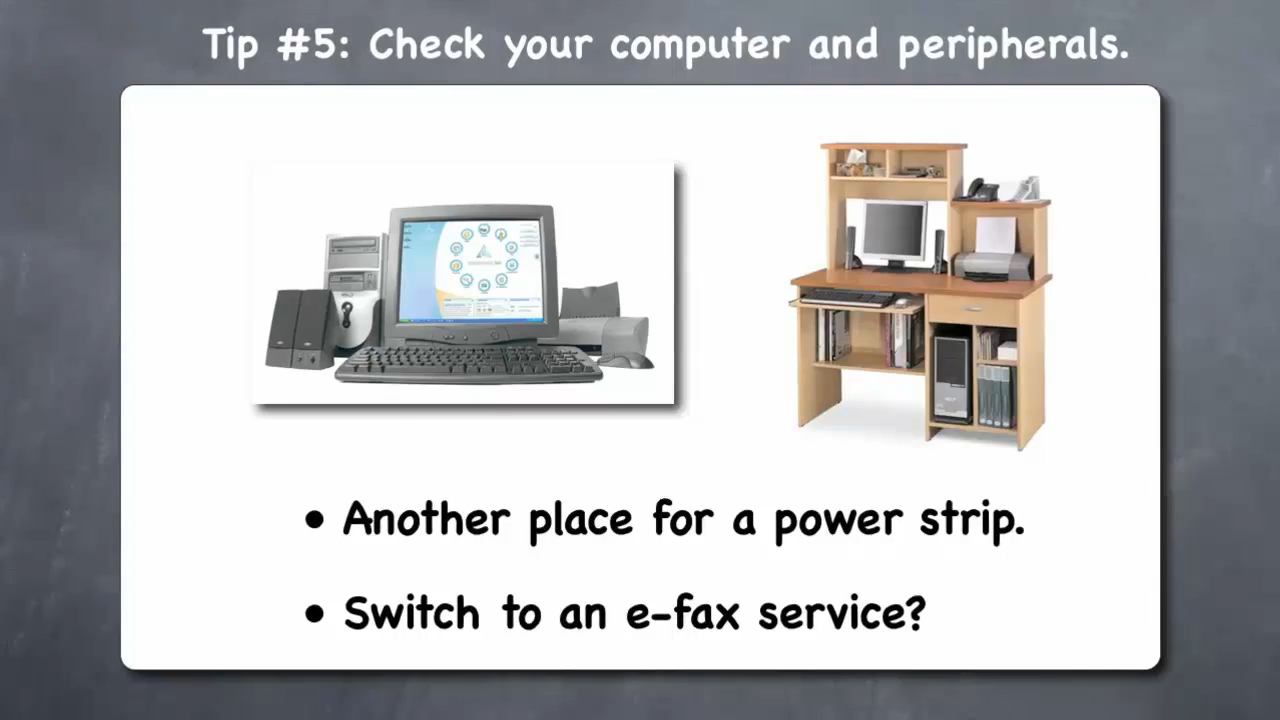 Tip #5: Check your computer and peripherals.
• Another place for a power strip.
• Switch to an e-fax service?